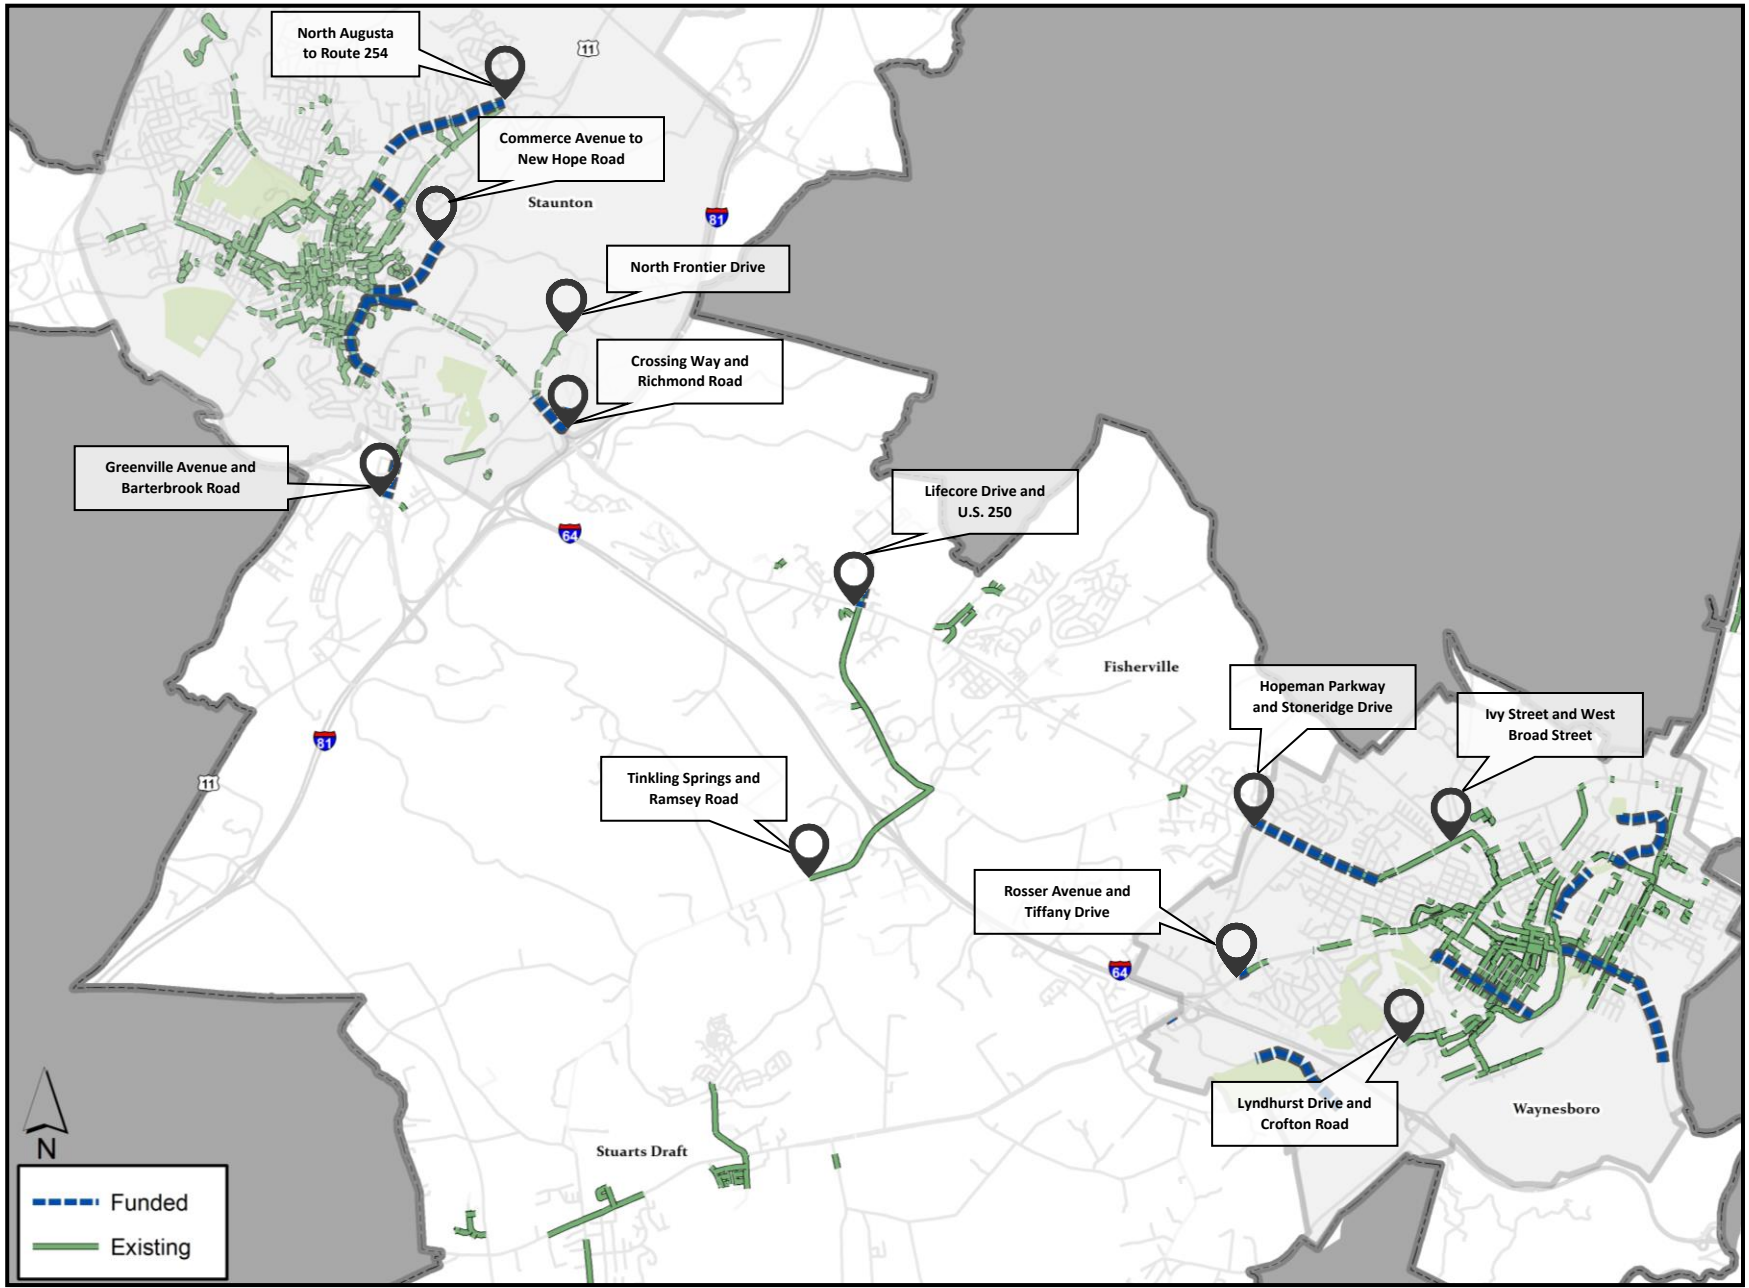 North Augusta
to Route 254
11
Commerce Avenue to
New Hope Road
Staunton
81
North Frontier Drive
Crossing Way and
Richmond Road
Greenville Avenue and
Barterbrook Road
Lifecore Drive and
U.S. 250
64
Fisherville
Hopeman Parkway
and Stoneridge Drive
Ivy Street and West
Broad Street
81
11
Tinkling Springs and
Ramsey Road
Rosser Avenue and
Tiffany Drive
64
Lyndhurst Drive and
Crofton Road
Waynesboro
Stuarts Draft
N
Funded
Existing